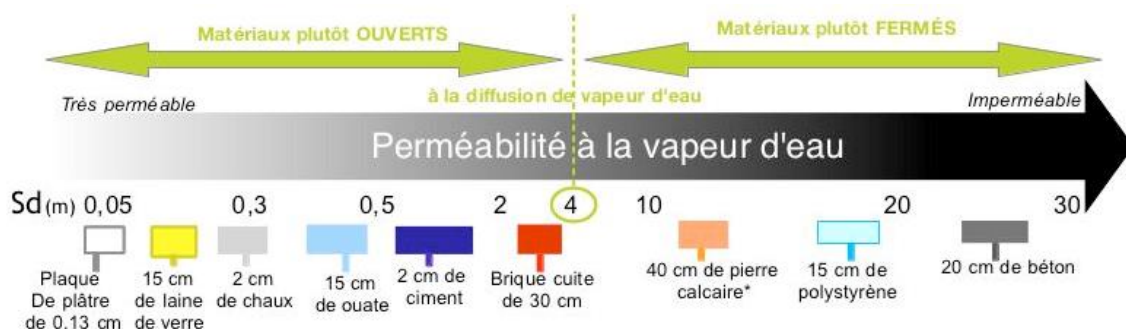 Matériaux plutôt OUVERTS
Matériaux plutôt FERMÉS
Très perméable
à la diffusion de vapeur d'eau
Imperméable
Perméabilité à la vapeur d'eau
Sd (m) 0,05 0,3 0,5 2 4 10 20 30
Plaque
De plâtre
de 0,13 cm
15 cm
de laine
de verre
2 cm
de chaux
15 cm
de ouate
2 cm de
ciment
Brique cuite
de 30 cm
40 cm de pierre
calcaire*
15 cm de
polystyrène
20 cm de béton